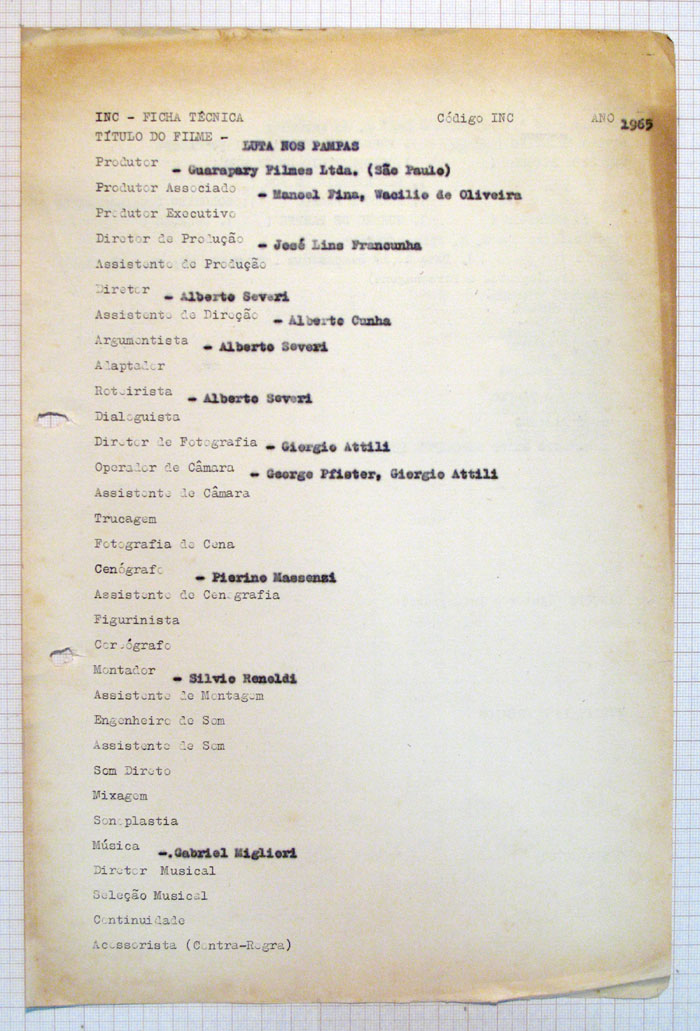 INC - FICHA TÉCNICA Código INC ANO 1965
TÍTULO DO FILME - LUTA NOS PAMPAS
Produtor - Guarapary Filmes Ltda. (São Paulo)
Produtor Associado - Manoel Fina, Wacilio de Oliveira
Produtor Executivo
Diretor de Produção - José Lins Francunha
Assistente de Produção
Diretor - Alberto Severi
Assistente de Direção - Alberto Cunha
Argumentista - Alberto Severi
Adaptador
Roteirista - Alberto Severi
Dialoguista
Diretor de Fotografia - Giorgio Attili
Operador de Câmara - George Pfister, Giorgio Attili
Assistente de Câmara
Trucagem
Fotografia de Cena
Cenógrafo - Pierino Massenzi
Assistente de Cenografia
Figurinista
Coreógrafo
Montador - Silvio Renoldi
Assistente de Montagem
Engenheiro de Som
Assistente de Som
Som Direto
Mixagem
Sonoplastia
Música -.Gabriel Migliori
Diretor Musical
Seleção Musical
Continuidade
Acessorista (Contra-Regra)